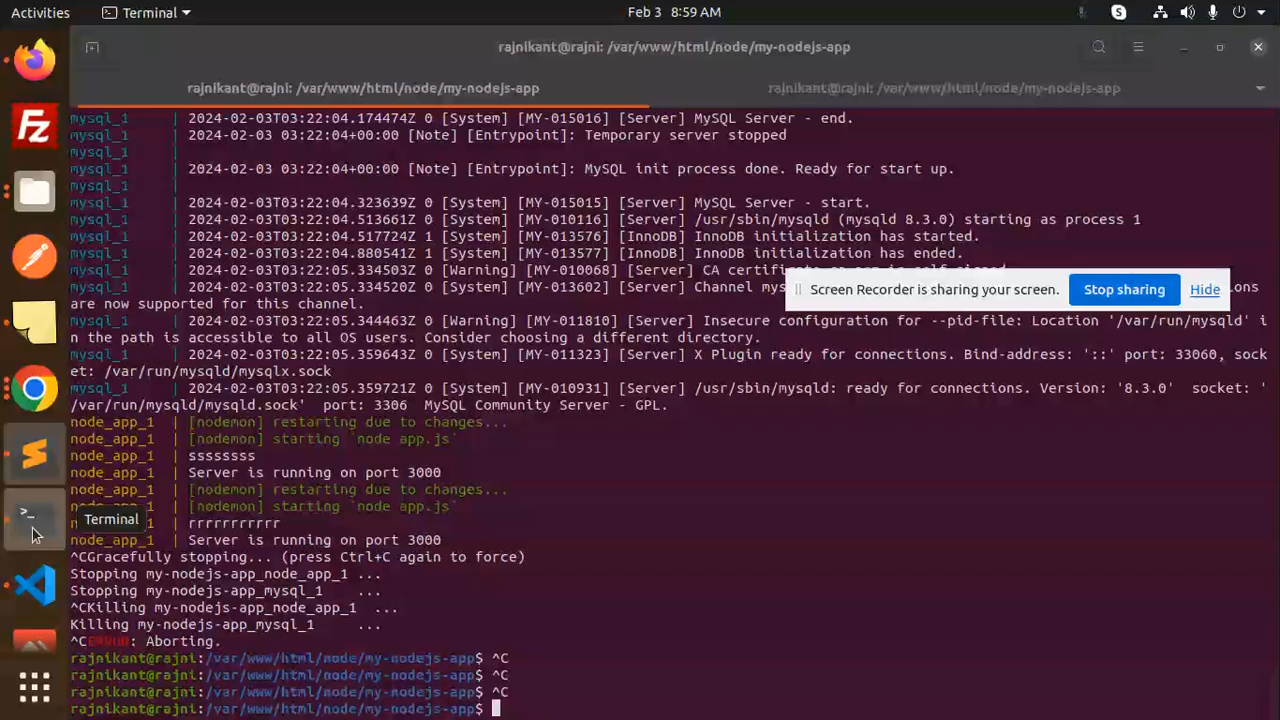 Activities
Terminal
Feb 3 8:59 AM
rajnikant@rajni: /var/www/html/node/my-nodejs-app
rajnikant@rajni: /var/www/html/node/my-nodejs-app
rajnikant@rajni: /var/www/html/node/my-nodejs-app
mysql_1 | 2024-02-03T03:22:04.174474Z 0 [System] [MY-015016] [Server] MySQL Server - end.
mysql_1 | 2024-02-03 03:22:04+00:00 [Note] [Entrypoint]: Temporary server stopped
mysql_1 |
mysql_1 | 2024-02-03 03:22:04+00:00 [Note] [Entrypoint]: MySQL init process done. Ready for start up.
mysql_1 |
mysql_1 | 2024-02-03T03:22:04.323639Z 0 [System] [MY-015015] [Server] MySQL Server - start.
mysql_1 | 2024-02-03T03:22:04.513661Z 0 [System] [MY-010116] [Server] /usr/sbin/mysqld (mysqld 8.3.0) starting as process 1
mysql_1 | 2024-02-03T03:22:04.517724Z 1 [System] [MY-013576] [InnoDB] InnoDB initialization has started.
mysql_1 | 2024-02-03T03:22:04.880541Z 1 [System] [MY-013577] [InnoDB] InnoDB initialization has ended.
mysql_1 | 2024-02-03T03:22:05.334503Z 0 [Warning] [MY-010068] [Server] CA certificate
mysql_1 | 2024-02-03T03:22:05.334520Z 0 [System] [MY-013602] [Server] Channel mys ions
are now supported for this channel.
Screen Recorder is sharing your screen. Stop sharing Hide
mysql_1 | 2024-02-03T03:22:05.344463Z 0 [Warning] [MY-011810] [Server] Insecure configuration for --pid-file: Location '/var/run/mysqld' i
n the path is accessible to all OS users. Consider choosing a different directory.
mysql_1 | 2024-02-03T03:22:05.359643Z 0 [System] [MY-011323] [Server] X Plugin ready for connections. Bind-address: '::' port: 33060, sock
et: /var/run/mysqld/mysqlx.sock
mysql_1 | 2024-02-03T03:22:05.359721Z 0 [System] [MY-010931] [Server] /usr/sbin/mysqld: ready for connections. Version: '8.3.0' socket: '
/var/run/mysqld/mysqld.sock' port: 3306 MySQL Community Server - GPL.
node_app_1 | [nodemon] restarting due to changes...
node_app_1 | [nodemon] starting `node app.js`
node_app_1 | ssssssss
node_app_1 | Server is running on port 3000
node_app_1 | [nodemon] restarting due to changes...
node_app_1 | [nodemon] starting `node app.js`
Terminal
| rrrrrrrrrrr
node_app_1 | Server is running on port 3000
^CGracefully stopping... (press Ctrl+C again to force)
Stopping my-nodejs-app_node_app_1 ...
Stopping my-nodejs-app_mysql_1 ...
^CKilling my-nodejs-app_node_app_1 ...
Killing my-nodejs-app_mysql_1 ...
^CERROR: Aborting.
rajnikant@rajni:/var/www/html/node/my-nodejs-app$ ^C
rajnikant@rajni:/var/www/html/node/my-nodejs-app$ ^C
rajnikant@rajni:/var/www/html/node/my-nodejs-app$ ^C
rajnikant@rajni:/var/www/html/node/my-nodejs-app$